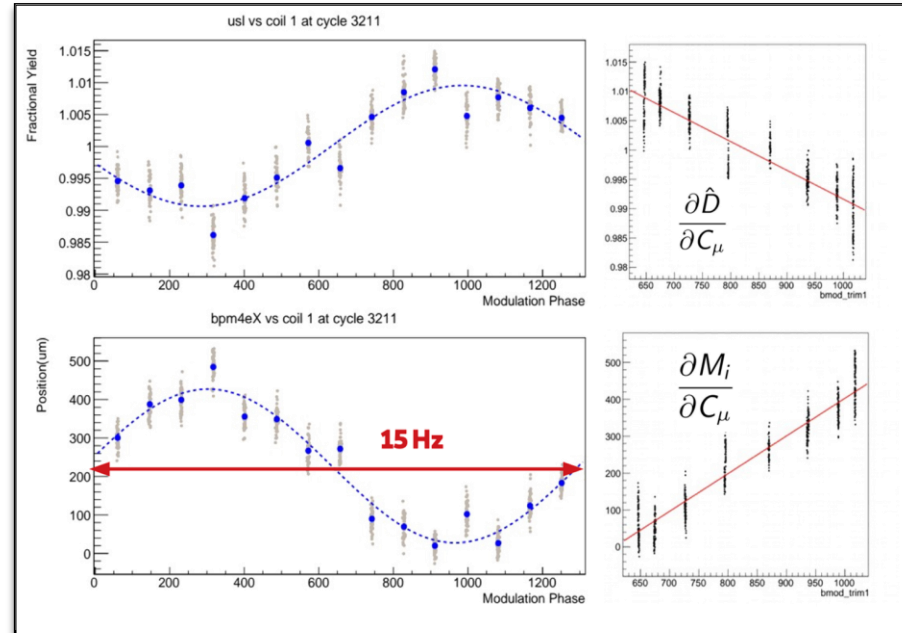 usl vs coil 1 at cycle 3211
Fractional Yield
1.015
1.01
1.005
1
0.995
0.99
0.985
0.98
0 200 400 600 800 1000 1200
Modulation Phase
1.015
1.01
1.005
1
0.995
0.99
0.985
0.98
∂D̂
∂C_μ
650 700 750 800 850 900 950 1000
bmod_trim1
bpm4eX vs coil 1 at cycle 3211
Position(um)
500
400
300
200
100
0
15 Hz
0 200 400 600 800 1000 1200
Modulation Phase
500
400
300
200
100
0
∂M_i
∂C_μ
650 700 750 800 850 900 950 1000
bmod_trim1